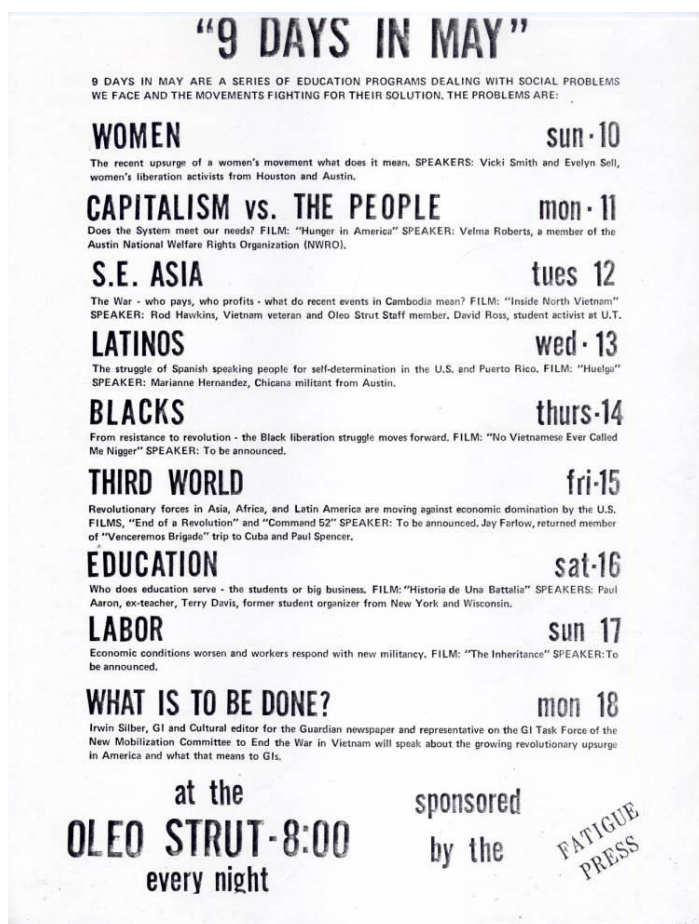 “9 DAYS IN MAY”
9 DAYS IN MAY ARE A SERIES OF EDUCATION PROGRAMS DEALING WITH SOCIAL PROBLEMS
WE FACE AND THE MOVEMENTS FIGHTING FOR THEIR SOLUTION. THE PROBLEMS ARE:
WOMEN sun·10
The recent upsurge of a women's movement what does it mean. SPEAKERS: Vicki Smith and Evelyn Sell,
women's liberation activists from Houston and Austin.
CAPITALISM vs. THE PEOPLE mon·11
Does the System meet our needs? FILM: "Hunger in America" SPEAKER: Velma Roberts, a member of the
Austin National Welfare Rights Organization (NWRO).
S.E. ASIA tues 12
The War - who pays, who profits - what do recent events in Cambodia mean? FILM: "Inside North Vietnam"
SPEAKER: Rod Hawkins, Vietnam veteran and Oleo Strut Staff member. David Ross, student activist at U.T.
LATINOS wed·13
The struggle of Spanish speaking people for self-determination in the U.S. and Puerto Rico. FILM: "Huelga"
SPEAKER: Marianne Hernandez, Chicana militant from Austin.
BLACKS thurs·14
From resistance to revolution - the Black liberation struggle moves forward. FILM: "No Vietnamese Ever Called
Me Nigger" SPEAKER: To be announced.
THIRD WORLD fri·15
Revolutionary forces in Asia, Africa, and Latin America are moving against economic domination by the U.S.
FILMS, "End of a Revolution" and "Command 52" SPEAKER: To be announced. Jay Farlow, returned member
of "Venceremos Brigade" trip to Cuba and Paul Spencer.
EDUCATION sat·16
Who does education serve - the students or big business. FILM: "Historia de Una Battalia" SPEAKERS: Paul
Aaron, ex-teacher, Terry Davis, former student organizer from New York and Wisconsin.
LABOR sun 17
Economic conditions worsen and workers respond with new militancy. FILM: "The Inheritance" SPEAKER: To
be announced.
WHAT IS TO BE DONE? mon 18
Irwin Silber, GI and Cultural editor for the Guardian newspaper and representative on the GI Task Force of the
New Mobilization Committee to End the War in Vietnam will speak about the growing revolutionary upsurge
in America and what that means to GIs.
at the
OLEO STRUT·8:00
every night
sponsored
by the
FATIGUE
PRESS